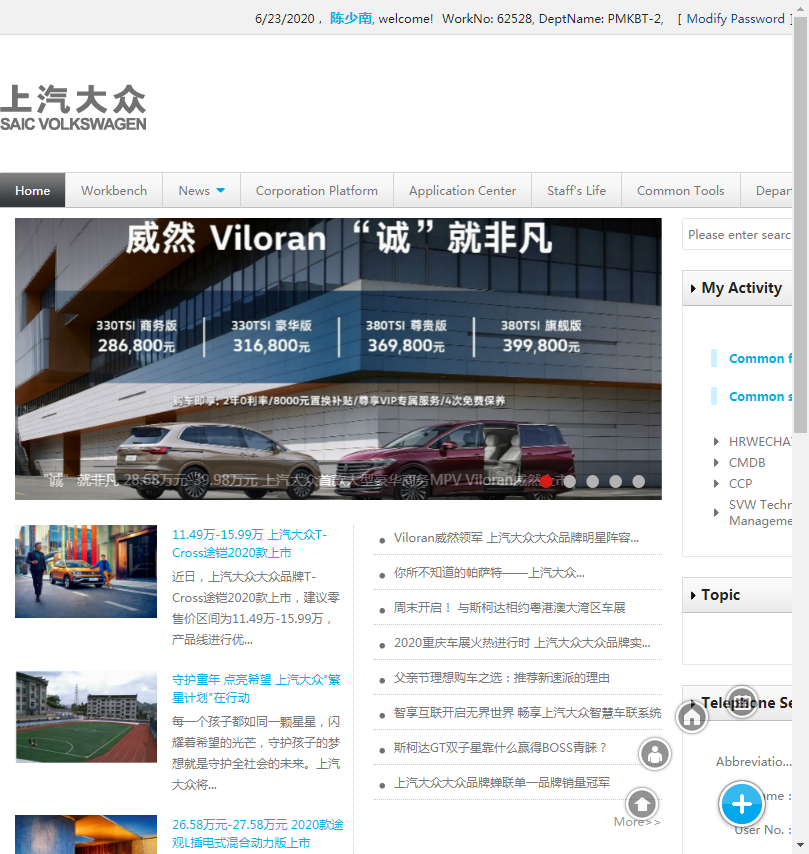 6/23/2020 , 陈少南, welcome! WorkNo: 62528, DeptName: PMKBT-2, [ Modify Password ]
上汽大众
SAIC VOLKSWAGEN
Home Workbench News Corporation Platform Application Center Staff's Life Common Tools Depar
威然 Viloran “诚”就非凡
330TSI 商务版 330TSI 豪华版 380TSI 尊贵版 380TSI 旗舰版
286,800元 316,800元 369,800元 399,800元
购车即享: 2年0利率/8000元置换补贴/尊享VIP专属服务/4次免费保养
“诚”就非凡 28.68万元-39.98万元 上汽大众首款大型豪华商务MPV Viloran威然上市
Please enter searc
My Activity
Common f
Common s
HRWECHA
CMDB
CCP
SVW Techn
Manageme
11.49万-15.99万 上汽大众T-
Cross途铠2020款上市
近日，上汽大众大众品牌T-
Cross途铠2020款上市，建议零
售价区间为11.49万-15.99万，
产品线进行优...
守护童年 点亮希望 上汽大众"繁
星计划"在行动
每一个孩子都如同一颗星星，闪
耀着希望的光芒，守护孩子的梦
想就是守护全社会的未来。上汽
大众将...
26.58万元-27.58万元 2020款途
观L插电式混合动力版上市
Viloran威然领军 上汽大众大众品牌明星阵容...
你所不知道的帕萨特——上汽大众...
周末开启！ 与斯柯达相约粤港澳大湾区车展
2020重庆车展火热进行时 上汽大众大众品牌实...
父亲节理想购车之选：推荐新速派的理由
智享互联开启无界世界 畅享上汽大众智慧车联系统
斯柯达GT双子星靠什么赢得BOSS青睐？
上汽大众大众品牌蝉联单一品牌销量冠军
More>>
Topic
Telephone Se
Abbreviatio...
ame :
User No. :